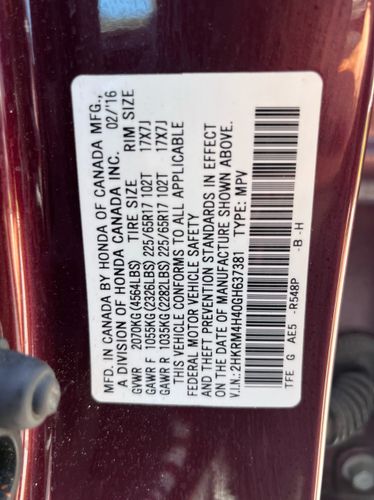 MFD. IN CANADA BY HONDA OF CANADA MFG.,
A DIVISION OF HONDA CANADA INC. 02/'16
GVWR 2070KG(4564LBS) TIRE SIZE RIM SIZE
GAWR F 1055KG(2326LBS) 225/65R17 102T 17X7J
GAWR R 1035KG(2282LBS) 225/65R17 102T 17X7J
THIS VEHICLE CONFORMS TO ALL APPLICABLE
FEDERAL MOTOR VEHICLE SAFETY
AND THEFT PREVENTION STANDARDS IN EFFECT
ON THE DATE OF MANUFACTURE SHOWN ABOVE.
V.I.N.: 2HKRM4H40GH637381 TYPE: MPV
TFE G AE5 -R548P -B -H